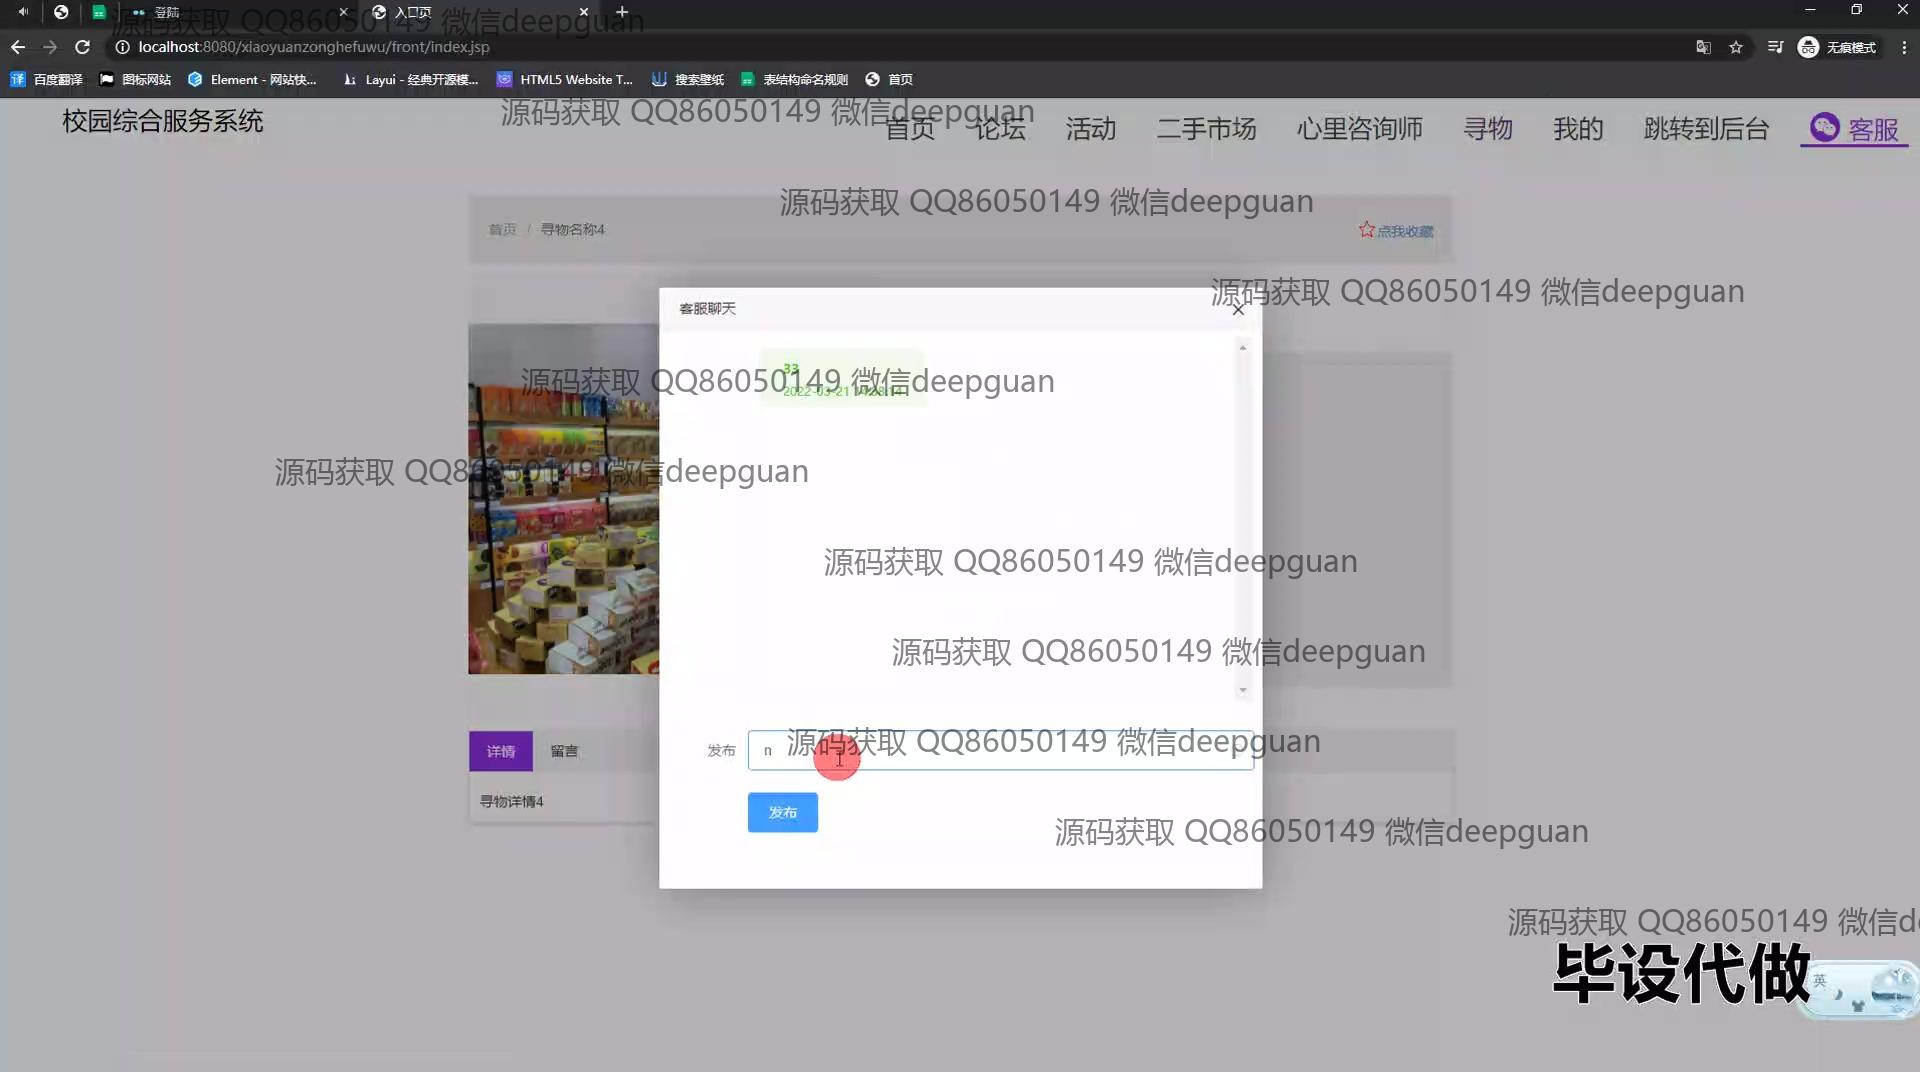 登陆
入口页
源码获取 QQ86050149 微信deepguan
localhost:8080/xiaoyuanzonghefuwu/front/index.jsp
无痕模式
百度翻译
图标网站
Element - 网站快...
Layui - 经典开源模...
HTML5 Website T...
搜索壁纸
表结构命名规则
首页
校园综合服务系统
源码获取 QQ86050149 微信deepguan
首页 论坛 活动 二手市场 心里咨询师 寻物 我的 跳转到后台 客服
源码获取 QQ86050149 微信deepguan
首页 / 寻物名称4
点我收藏
源码获取 QQ86050149 微信deepguan
客服聊天
33
源码获取 QQ86050149 微信deepguan
源码获取 QQ86050149 微信deepguan
源码获取 QQ86050149 微信deepguan
源码获取 QQ86050149 微信deepguan
源码获取 QQ86050149 微信deepguan
详情 留言
发布 n
寻物详情4
发布
源码获取 QQ86050149 微信deepguan
源码获取 QQ86050149 微信d
毕设代做
英